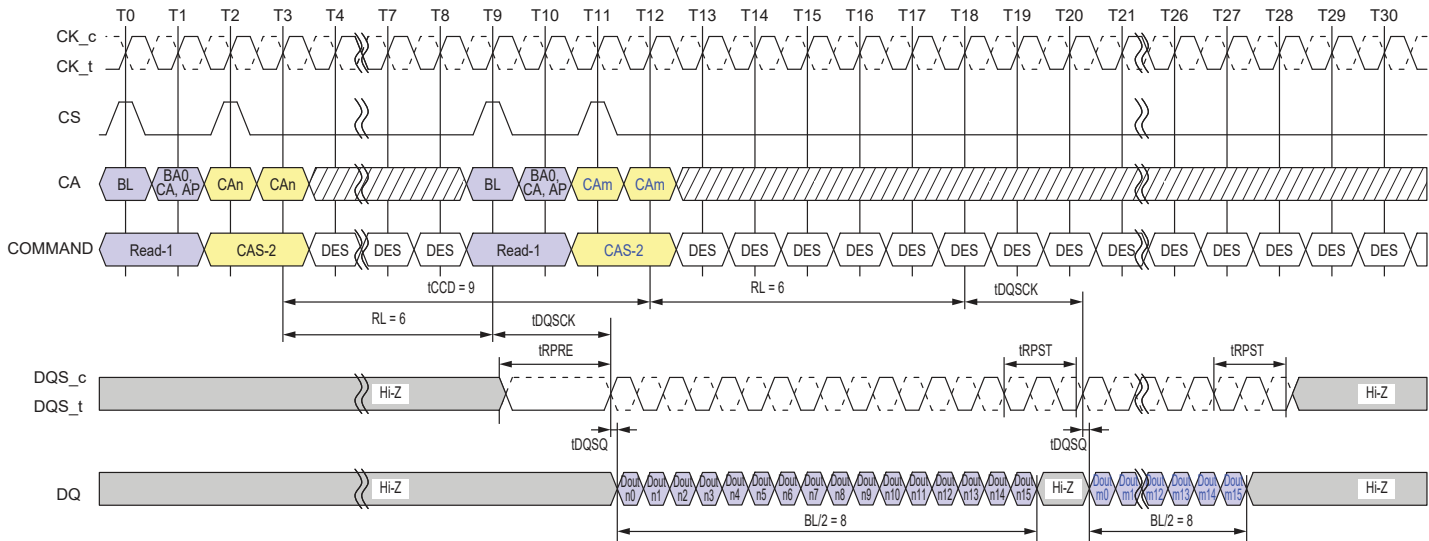 T0 T1 T2 T3 T4 T7 T8 T9 T10 T11 T12 T13 T14 T15 T16 T17 T18 T19 T20 T21 T26 T27 T28 T29 T30
CK_c
CK_t
CS
CA BL BA0, CA, AP CAn CAn BL BA0, CA, AP CAm CAm
COMMAND Read-1 CAS-2 DES DES DES Read-1 CAS-2 DES DES DES DES DES DES DES DES DES DES DES DES DES DES
tCCD = 9 RL = 6 tDQSCK
RL = 6 tDQSCK
tRPRE tRPST tRPST
DQS_c
DQS_t
Hi-Z Hi-Z
tDQSQ tDQSQ
DQ Hi-Z Dout n0 Dout n1 Dout n2 Dout n3 Dout n4 Dout n5 Dout n6 Dout n7 Dout n8 Dout n9 Dout n10 Dout n11 Dout n12 Dout n13 Dout n14 Dout n15 Hi-Z Dout m0 Dout m1 Dout m12 Dout m13 Dout m14 Dout m15 Hi-Z
BL/2 = 8 BL/2 = 8